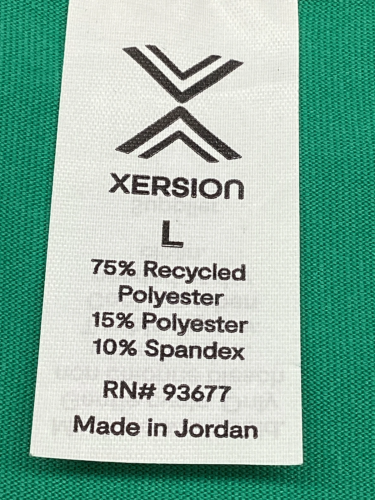 XERSION
L
75% Recycled
Polyester
15% Polyester
10% Spandex
RN# 93677
Made in Jordan